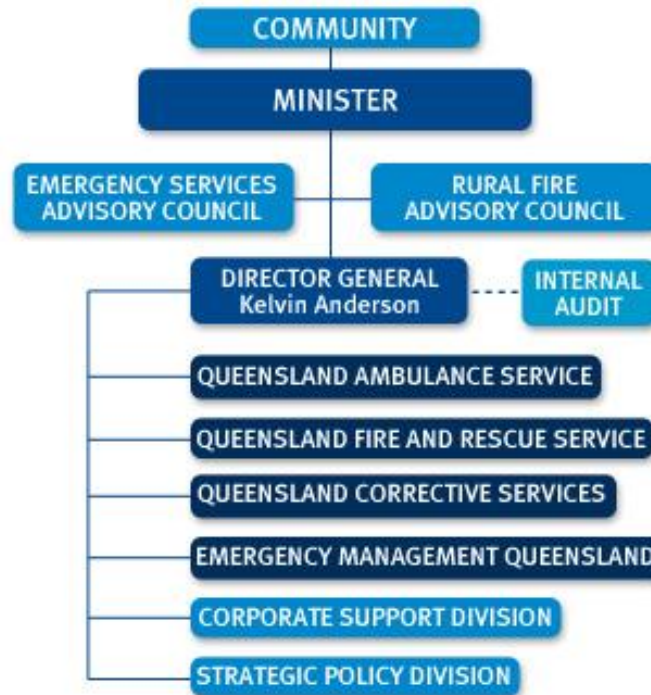 COMMUNITY
MINISTER
EMERGENCY SERVICES
ADVISORY COUNCIL
RURAL FIRE
ADVISORY COUNCIL
DIRECTOR GENERAL
Kelvin Anderson
INTERNAL
AUDIT
QUEENSLAND AMBULANCE SERVICE
QUEENSLAND FIRE AND RESCUE SERVICE
QUEENSLAND CORRECTIVE SERVICES
EMERGENCY MANAGEMENT QUEENSLAND
CORPORATE SUPPORT DIVISION
STRATEGIC POLICY DIVISION